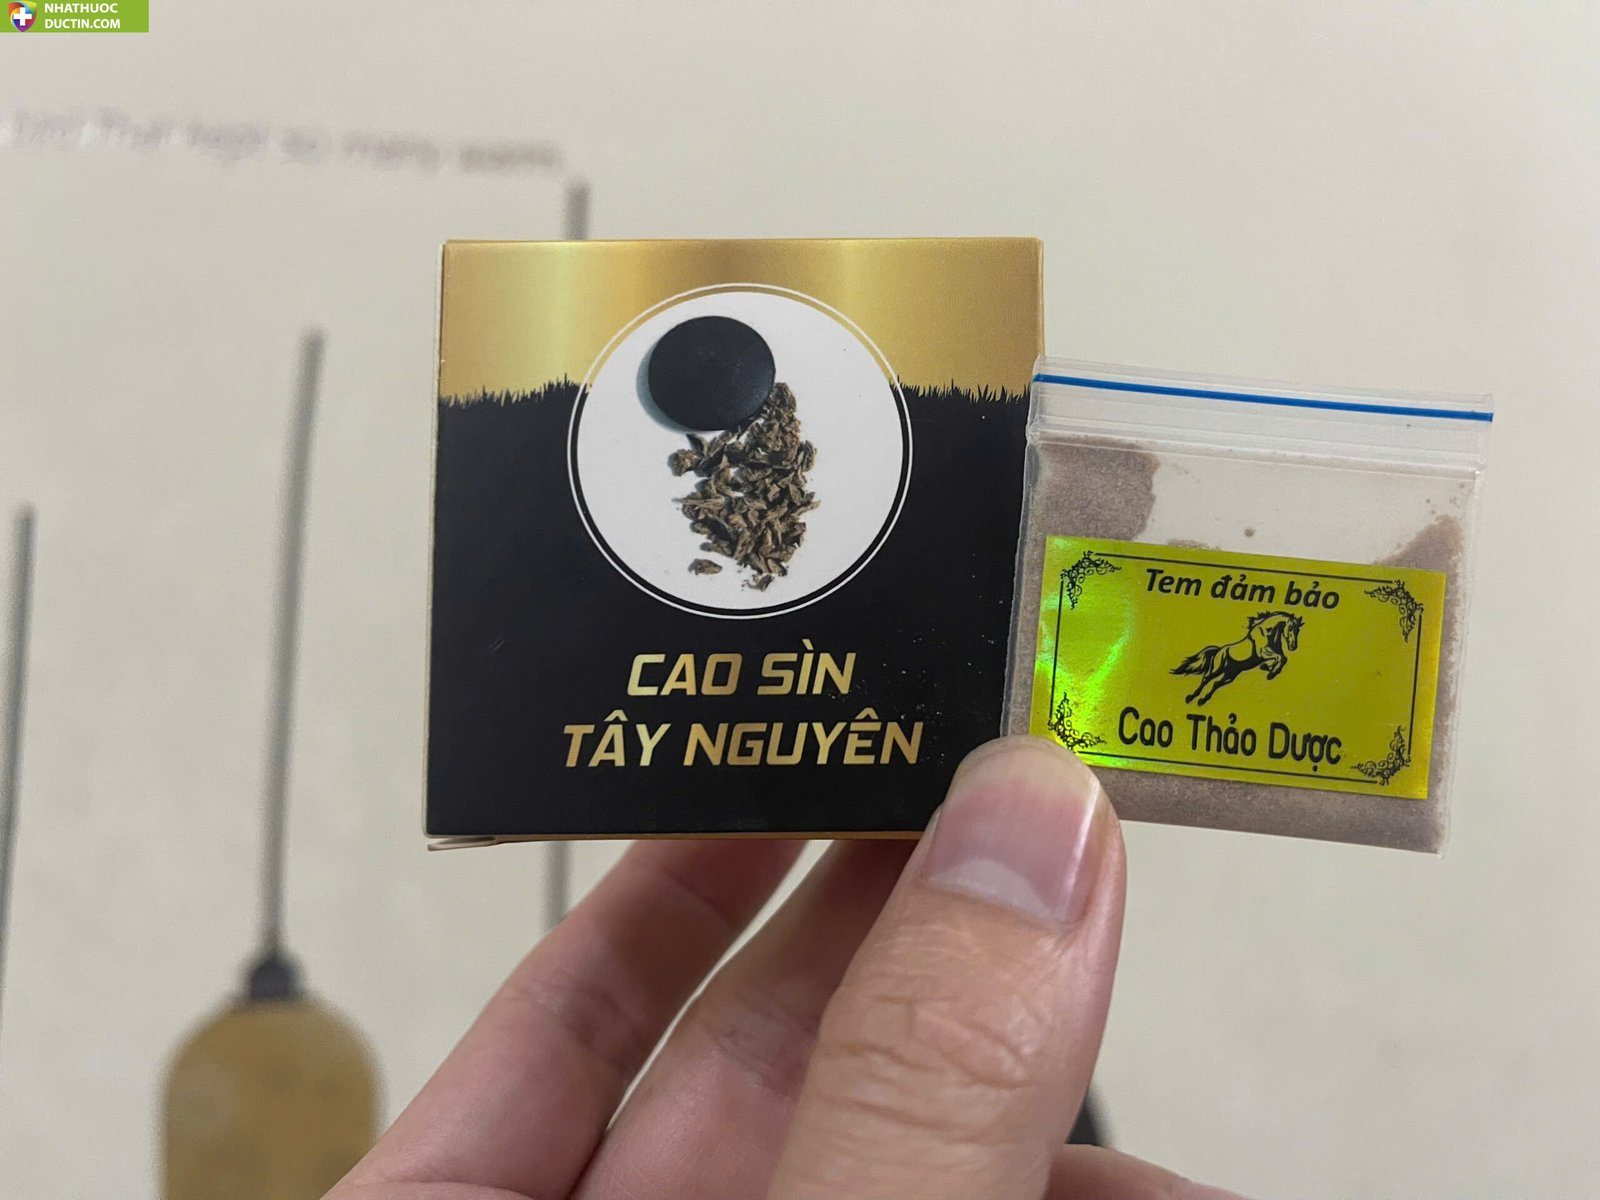 NHATHUOC
DUCTIN.COM
CAO SÌN
TÂY NGUYÊN
Tem đảm bảo
Cao Thảo Dược